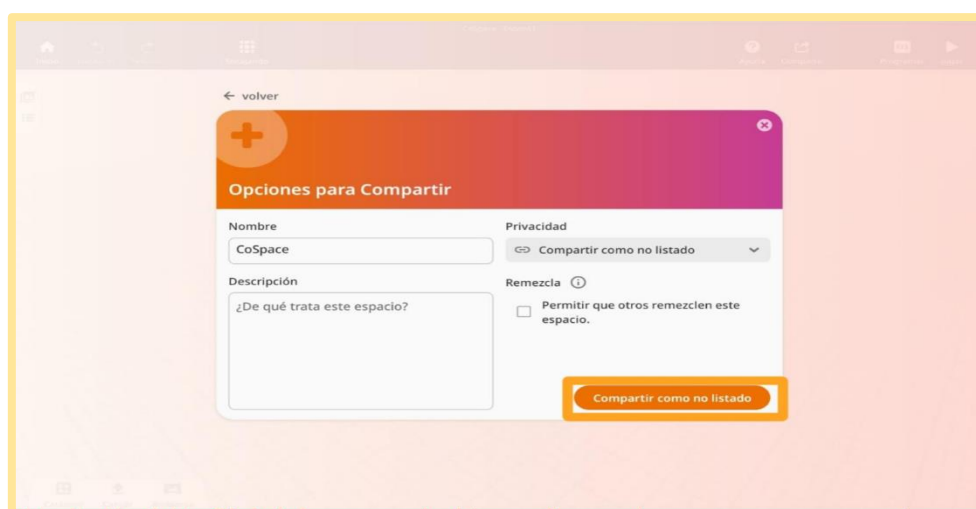 ← volver
Opciones para Compartir
Nombre
Privacidad
CoSpace
Compartir como no listado
Descripción
Remezcla
¿De qué trata este espacio?
Permitir que otros remezclen este
espacio.
Compartir como no listado